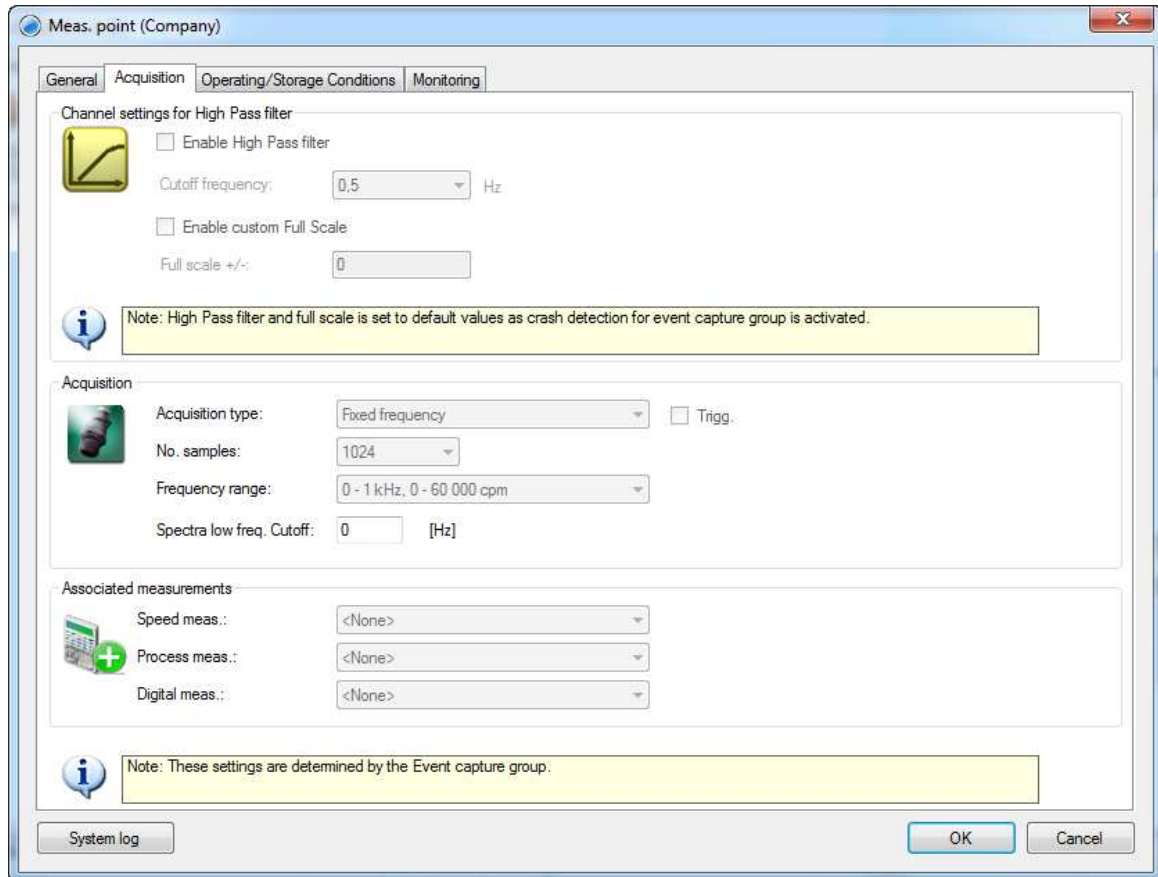 Meas. point (Company)
General Acquisition Operating/Storage Conditions Monitoring
Channel settings for High Pass filter
Enable High Pass filter
Cutoff frequency: 0,5 Hz
Enable custom Full Scale
Full scale +/-: 0
Note: High Pass filter and full scale is set to default values as crash detection for event capture group is activated.
Acquisition
Acquisition type: Fixed frequency Trigg.
No. samples: 1024
Frequency range: 0 - 1 kHz, 0 - 60 000 cpm
Spectra low freq. Cutoff: 0 [Hz]
Associated measurements
Speed meas.: <None>
Process meas.: <None>
Digital meas.: <None>
Note: These settings are determined by the Event capture group.
System log OK Cancel